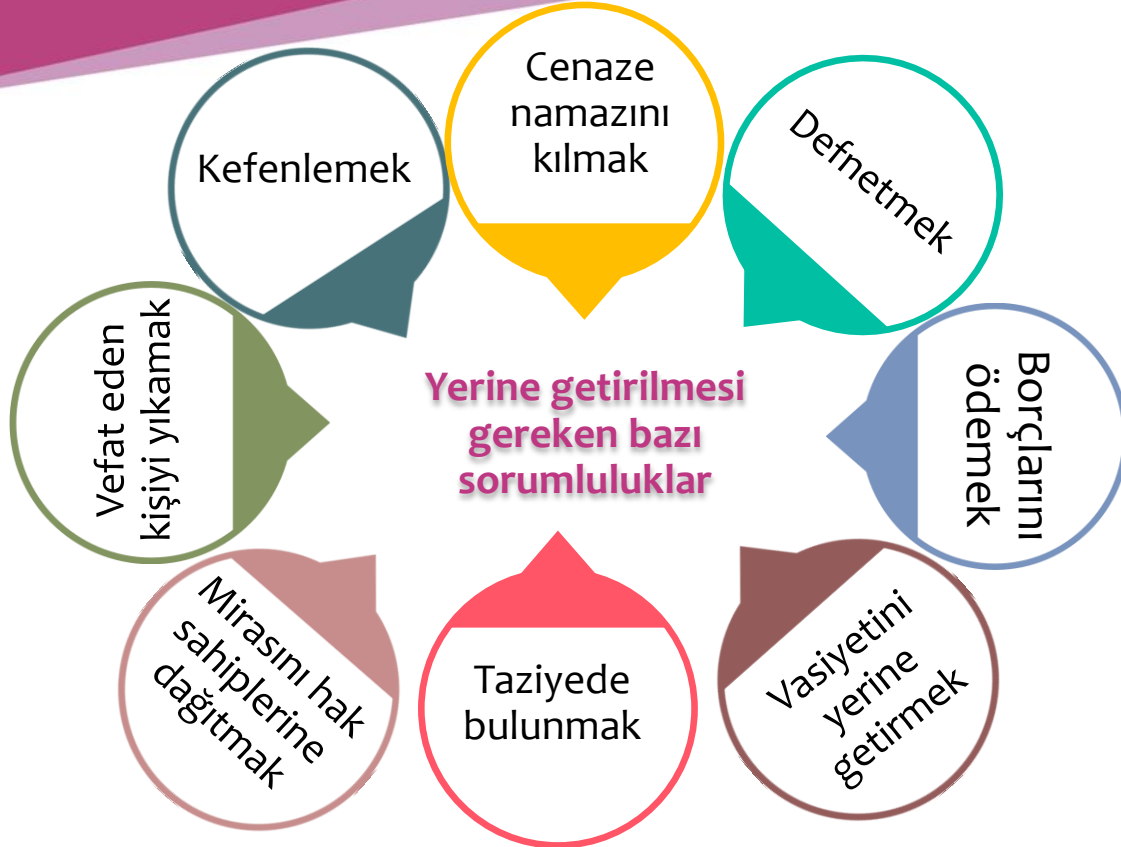 Cenaze
namazını
kılmak
Defnetmek
Borçlarını
ödemek
Vasiyetini
yerine
getirmek
Taziyede
bulunmak
Mirasını hak
sahiplerine
dağıtmak
Vefat eden
kişiyi yıkamak
Kefenlemek
Yerine getirilmesi
gereken bazı
sorumluluklar